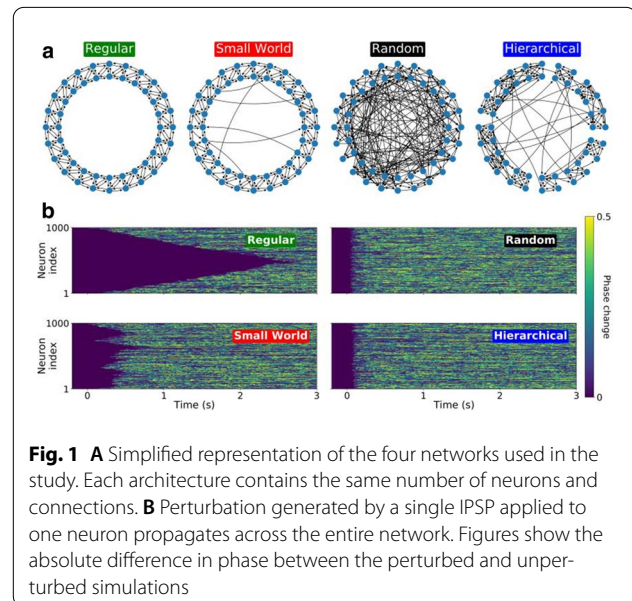 a
Regular
Small World
Random
Hierarchical
b
1000
Neuron
index
1
Regular
Random
1000
Neuron
index
1
Small World
Hierarchical
0
1
2
3
Time (s)
0
1
2
3
Time (s)
0.5
Phase change
0
Fig. 1 A Simplified representation of the four networks used in the
study. Each architecture contains the same number of neurons and
connections. B Perturbation generated by a single IPSP applied to
one neuron propagates across the entire network. Figures show the
absolute difference in phase between the perturbed and unper-
turbed simulations